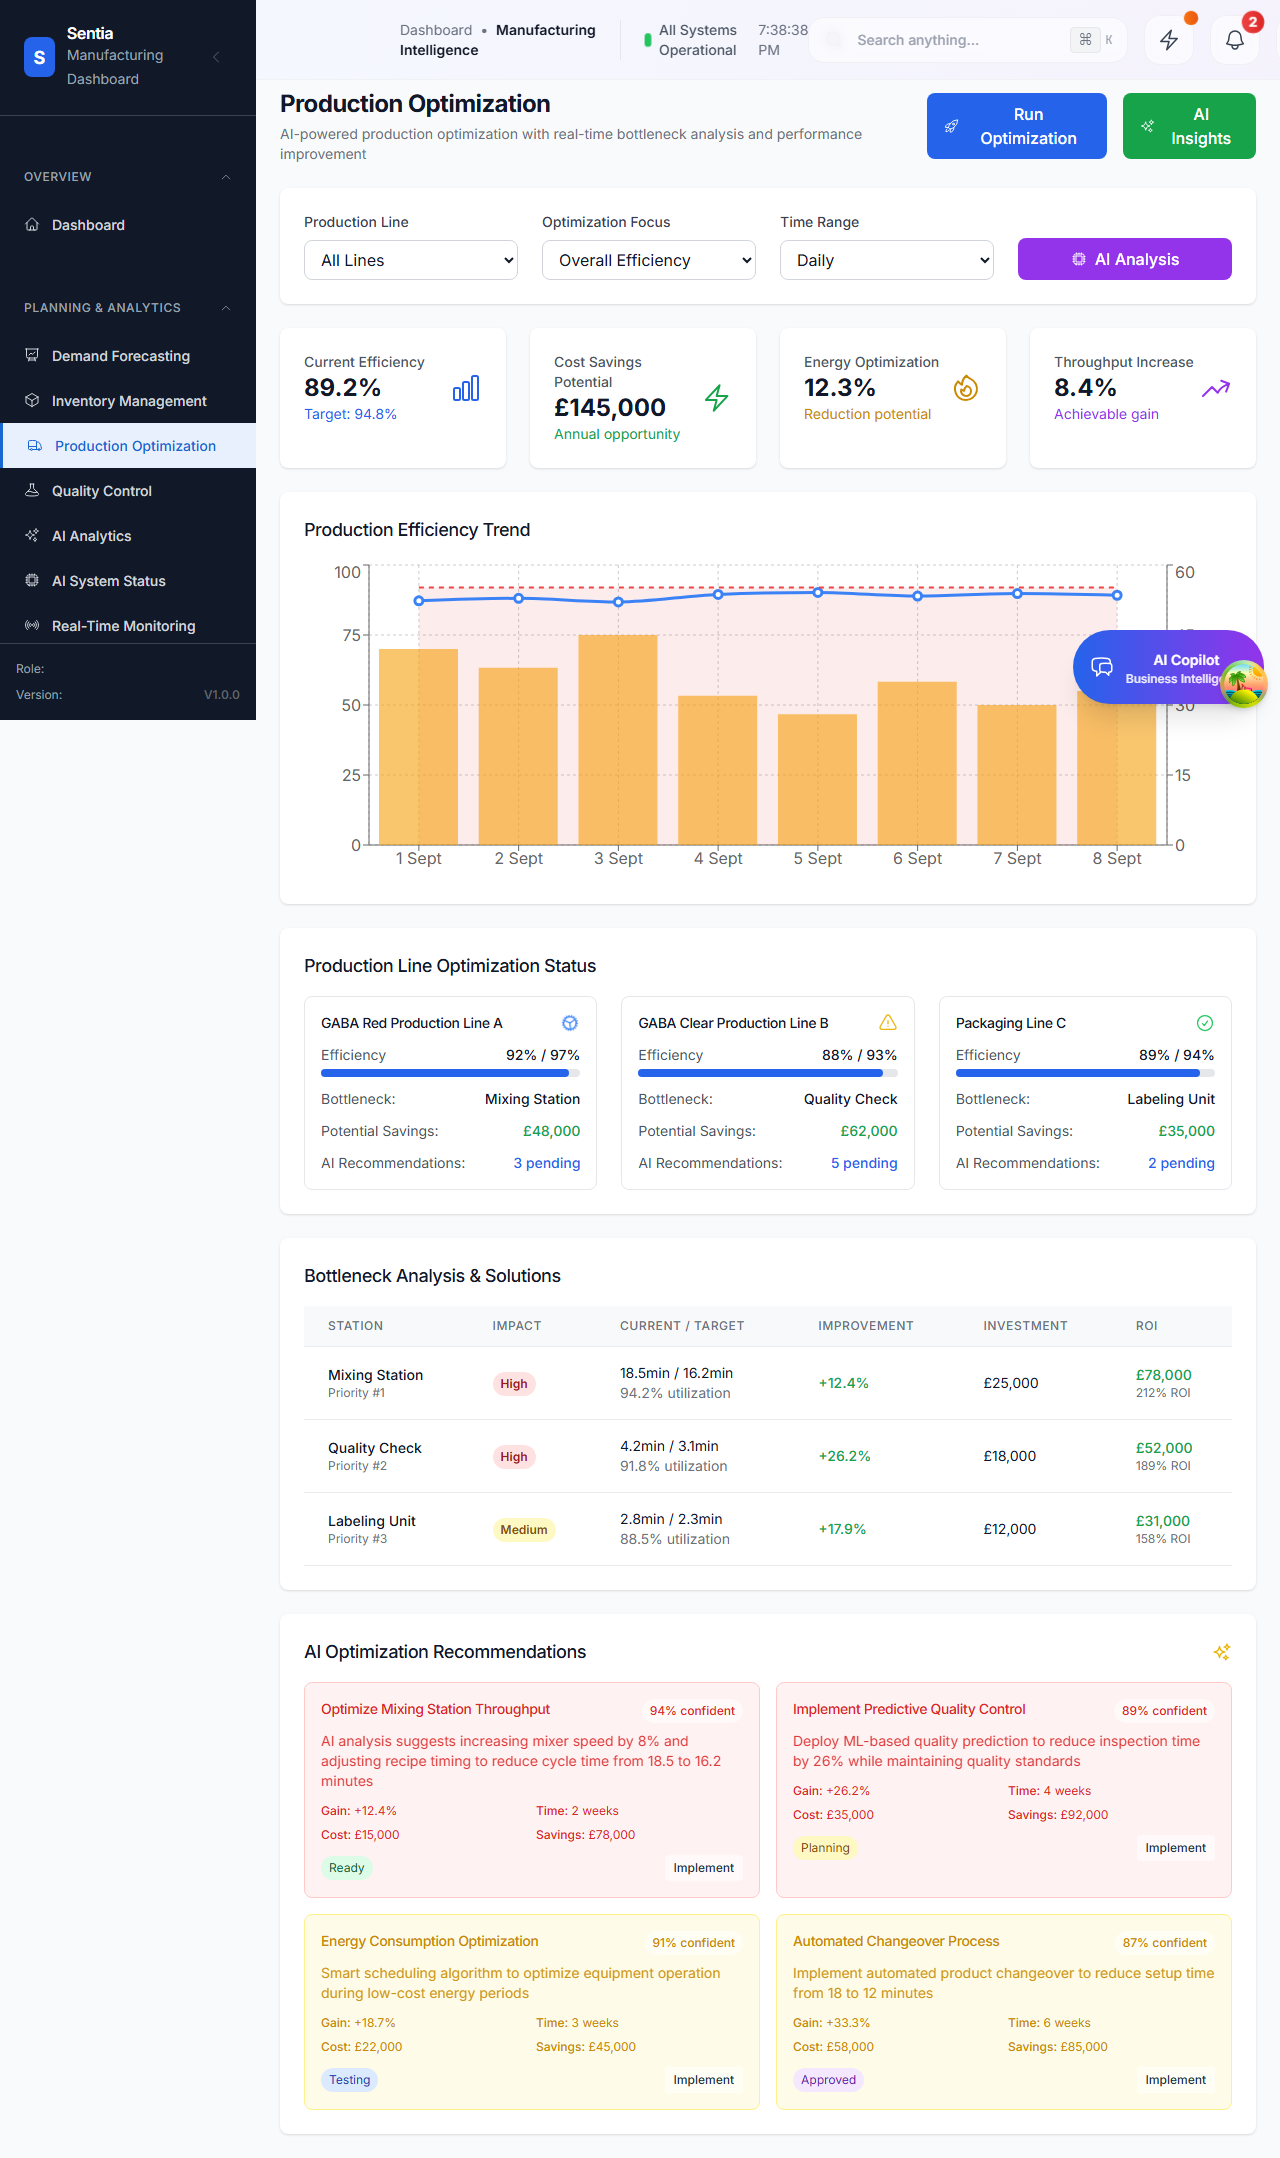 S
Sentia
Manufacturing
Dashboard
OVERVIEW
Dashboard
PLANNING & ANALYTICS
Demand Forecasting
Inventory Management
Production Optimization
Quality Control
AI Analytics
AI System Status
Real-Time Monitoring
Role:
Version: V1.0.0
Dashboard • Manufacturing
Intelligence
All Systems
Operational
7:38:38
PM
Search anything...
⌘ K
2
Production Optimization
AI-powered production optimization with real-time bottleneck analysis and performance
improvement
Run
Optimization
AI
Insights
Production Line
All Lines
Optimization Focus
Overall Efficiency
Time Range
Daily
AI Analysis
Current Efficiency
89.2%
Target: 94.8%
Cost Savings
Potential
£145,000
Annual opportunity
Energy Optimization
12.3%
Reduction potential
Throughput Increase
8.4%
Achievable gain
Production Efficiency Trend
100
75
50
25
0
60
30
15
0
1 Sept 2 Sept 3 Sept 4 Sept 5 Sept 6 Sept 7 Sept 8 Sept
AI Copilot
Business
Production Line Optimization Status
GABA Red Production Line A
Efficiency 92% / 97%
Bottleneck: Mixing Station
Potential Savings: £48,000
AI Recommendations: 3 pending
GABA Clear Production Line B
Efficiency 88% / 93%
Bottleneck: Quality Check
Potential Savings: £62,000
AI Recommendations: 5 pending
Packaging Line C
Efficiency 89% / 94%
Bottleneck: Labeling Unit
Potential Savings: £35,000
AI Recommendations: 2 pending
Bottleneck Analysis & Solutions
STATION IMPACT CURRENT / TARGET IMPROVEMENT INVESTMENT ROI
Mixing Station
Priority #1
High
18.5min / 16.2min
94.2% utilization
+12.4%
£25,000
£78,000
212% ROI
Quality Check
Priority #2
High
4.2min / 3.1min
91.8% utilization
+26.2%
£18,000
£52,000
189% ROI
Labeling Unit
Priority #3
Medium
2.8min / 2.3min
88.5% utilization
+17.9%
£12,000
£31,000
158% ROI
AI Optimization Recommendations
Optimize Mixing Station Throughput
94% confident
AI analysis suggests increasing mixer speed by 8% and
adjusting recipe timing to reduce cycle time from 18.5 to 16.2
minutes
Gain: +12.4% Time: 2 weeks
Cost: £15,000 Savings: £78,000
Ready Implement
Implement Predictive Quality Control
89% confident
Deploy ML-based quality prediction to reduce inspection time
by 26% while maintaining quality standards
Gain: +26.2% Time: 4 weeks
Cost: £35,000 Savings: £92,000
Planning Implement
Energy Consumption Optimization
91% confident
Smart scheduling algorithm to optimize equipment operation
during low-cost energy periods
Gain: +18.7% Time: 3 weeks
Cost: £22,000 Savings: £45,000
Testing Implement
Automated Changeover Process
87% confident
Implement automated product changeover to reduce setup time
from 18 to 12 minutes
Gain: +33.3% Time: 6 weeks
Cost: £58,000 Savings: £85,000
Approved Implement